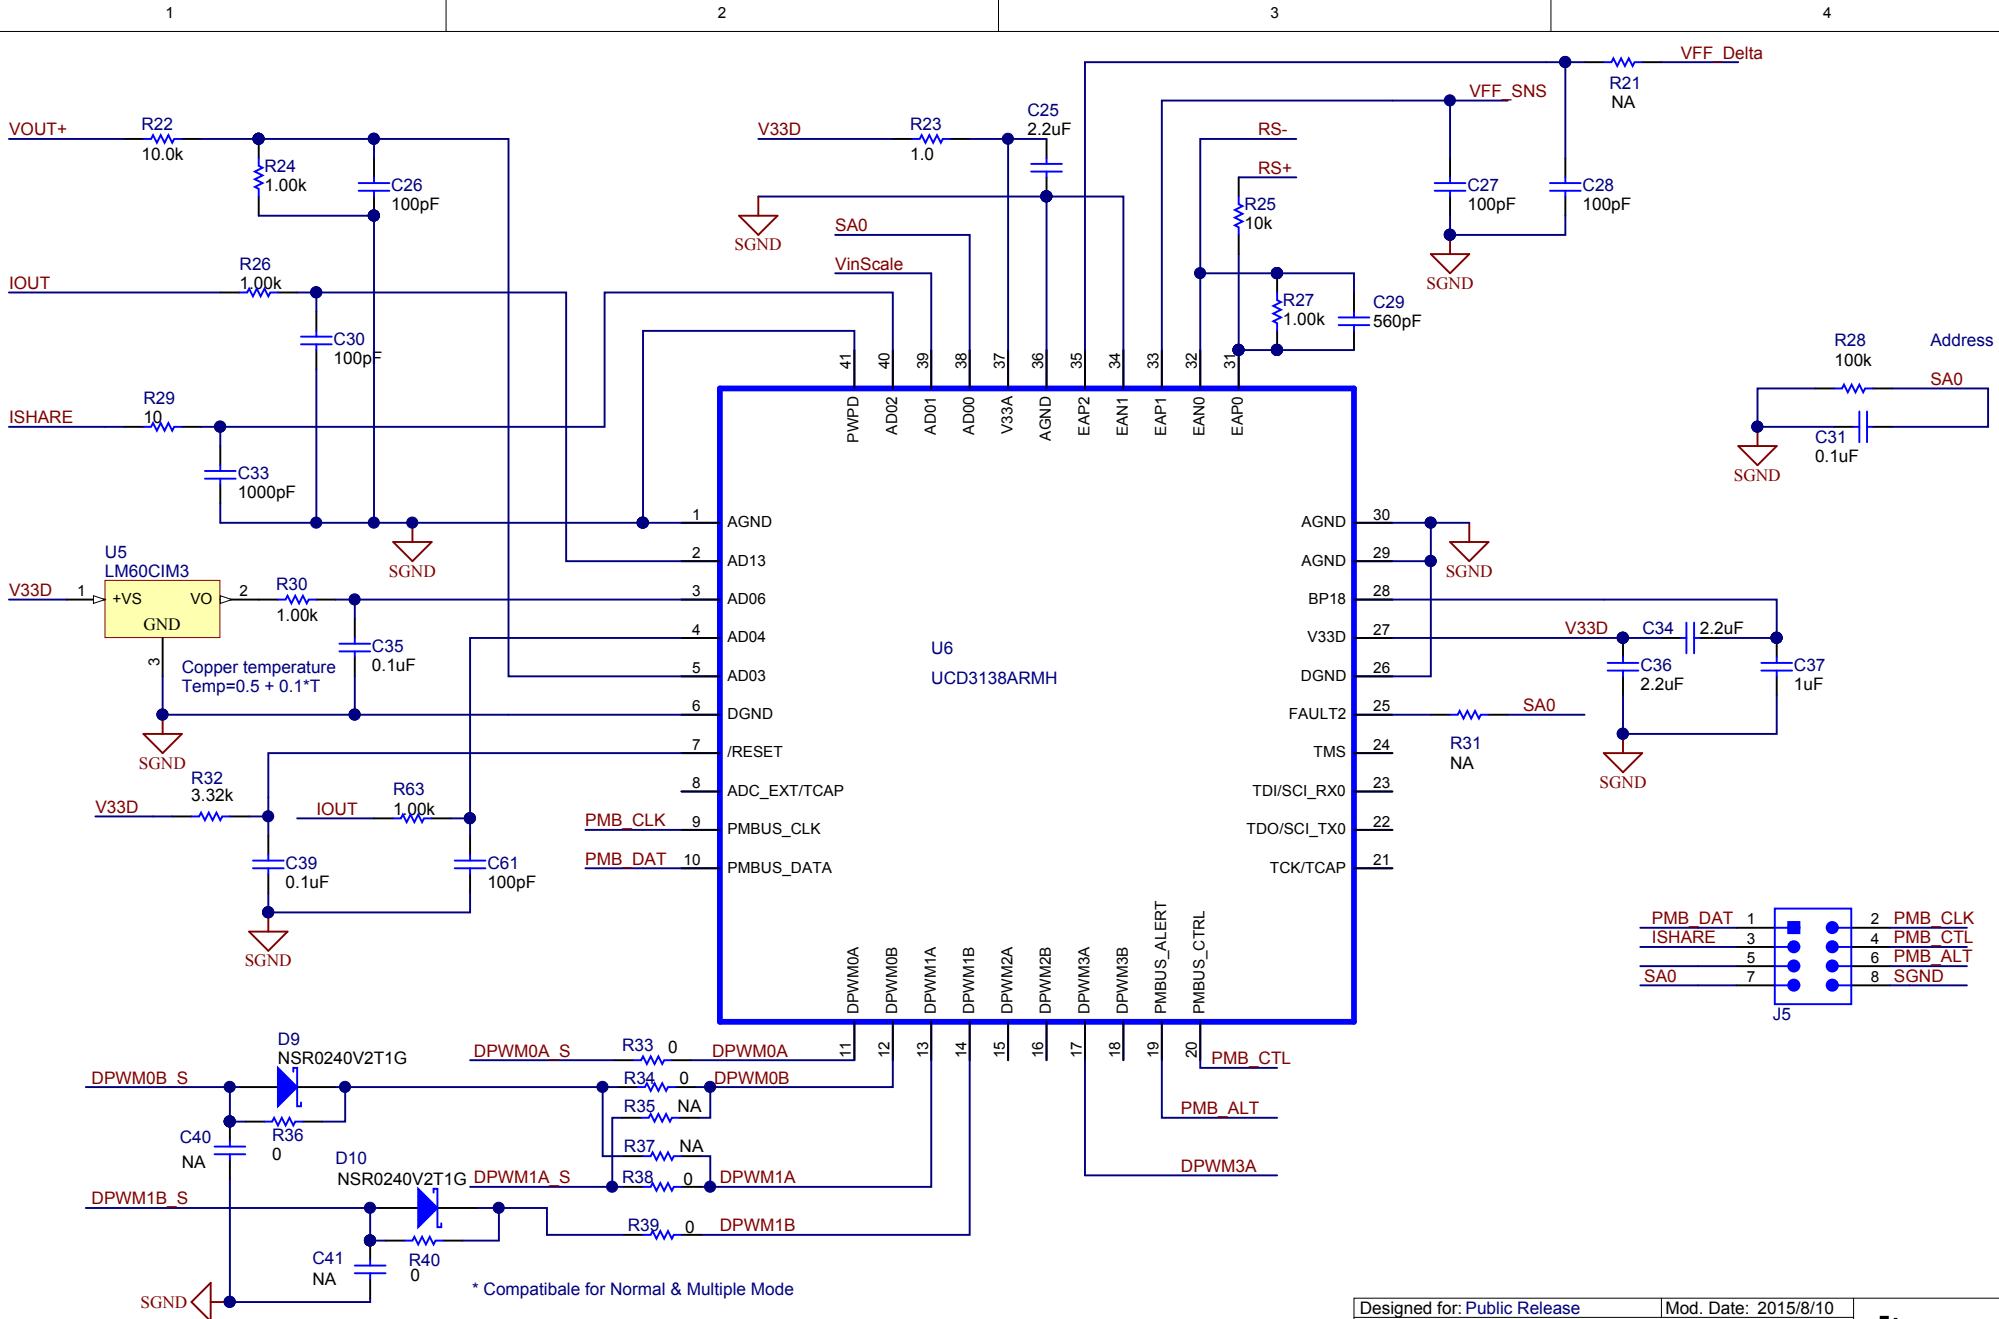 1 2 3 4
VFF_Delta
R21
NA
VFF_SNS
C25
2.2uF
VOUT+
R22
10.0k
V33D
R23
1.0
RS-
R24
1.00k
C26
100pF
RS+
R25
10k
C27
100pF
C28
100pF
SGND
SA0
VinScale
SGND
IOUT
R26
1.00k
R27
1.00k
C29
560pF
C30
100pF
R28
100k
Address
SA0
C31
0.1uF
SGND
ISHARE
R29
10
C33
1000pF
41 40 39 38 37 36 35 34 33 32 31
PWPD AD02 AD01 AD00 V33A AGND EAP2 EAN1 EAP1 EAN0 EAP0
SGND
1 AGND
2 AD13
3 AD06
4 AD04
5 AD03
6 DGND
7 /RESET
8 ADC_EXT/TCAP
PMB_CLK 9 PMBUS_CLK
PMB_DAT 10 PMBUS_DATA
U6
UCD3138ARMH
AGND 30
AGND 29
BP18 28
V33D 27
DGND 26
FAULT2 25
TMS 24
TDI/SCI_RX0 23
TDO/SCI_TX0 22
TCK/TCAP 21
SGND
V33D
C34 2.2uF
C36
2.2uF
C37
1uF
SGND
R31
NA
SA0
U5
LM60CIM3
V33D 1 +VS VO 2
GND
3
R30
1.00k
C35
0.1uF
Copper temperature
Temp=0.5 + 0.1*T
SGND
V33D
R32
3.32k
IOUT
R63
1.00k
C39
0.1uF
C61
100pF
SGND
PMB_DAT 1 2 PMB_CLK
ISHARE 3 4 PMB_CTL
5 6 PMB_ALT
SA0 7 8 SGND
J5
DPWM0A DPWM0B DPWM1A DPWM1B DPWM2A DPWM2B DPWM3A DPWM3B PMBUS_ALERT PMBUS_CTRL
11 12 13 14 15 16 17 18 19 20
PMB_CTL
PMB_ALT
DPWM3A
D9
NSR0240V2T1G
DPWM0B_S
R36
0
C40
NA
D10
NSR0240V2T1G
DPWM1B_S
R40
0
C41
NA
SGND
DPWM0A_S R33 0 DPWM0A
R34 0 DPWM0B
R35 NA
R37 NA
DPWM1A_S R38 0 DPWM1A
R39 0 DPWM1B
* Compatibale for Normal & Multiple Mode
Designed for: Public Release Mod. Date: 2015/8/10